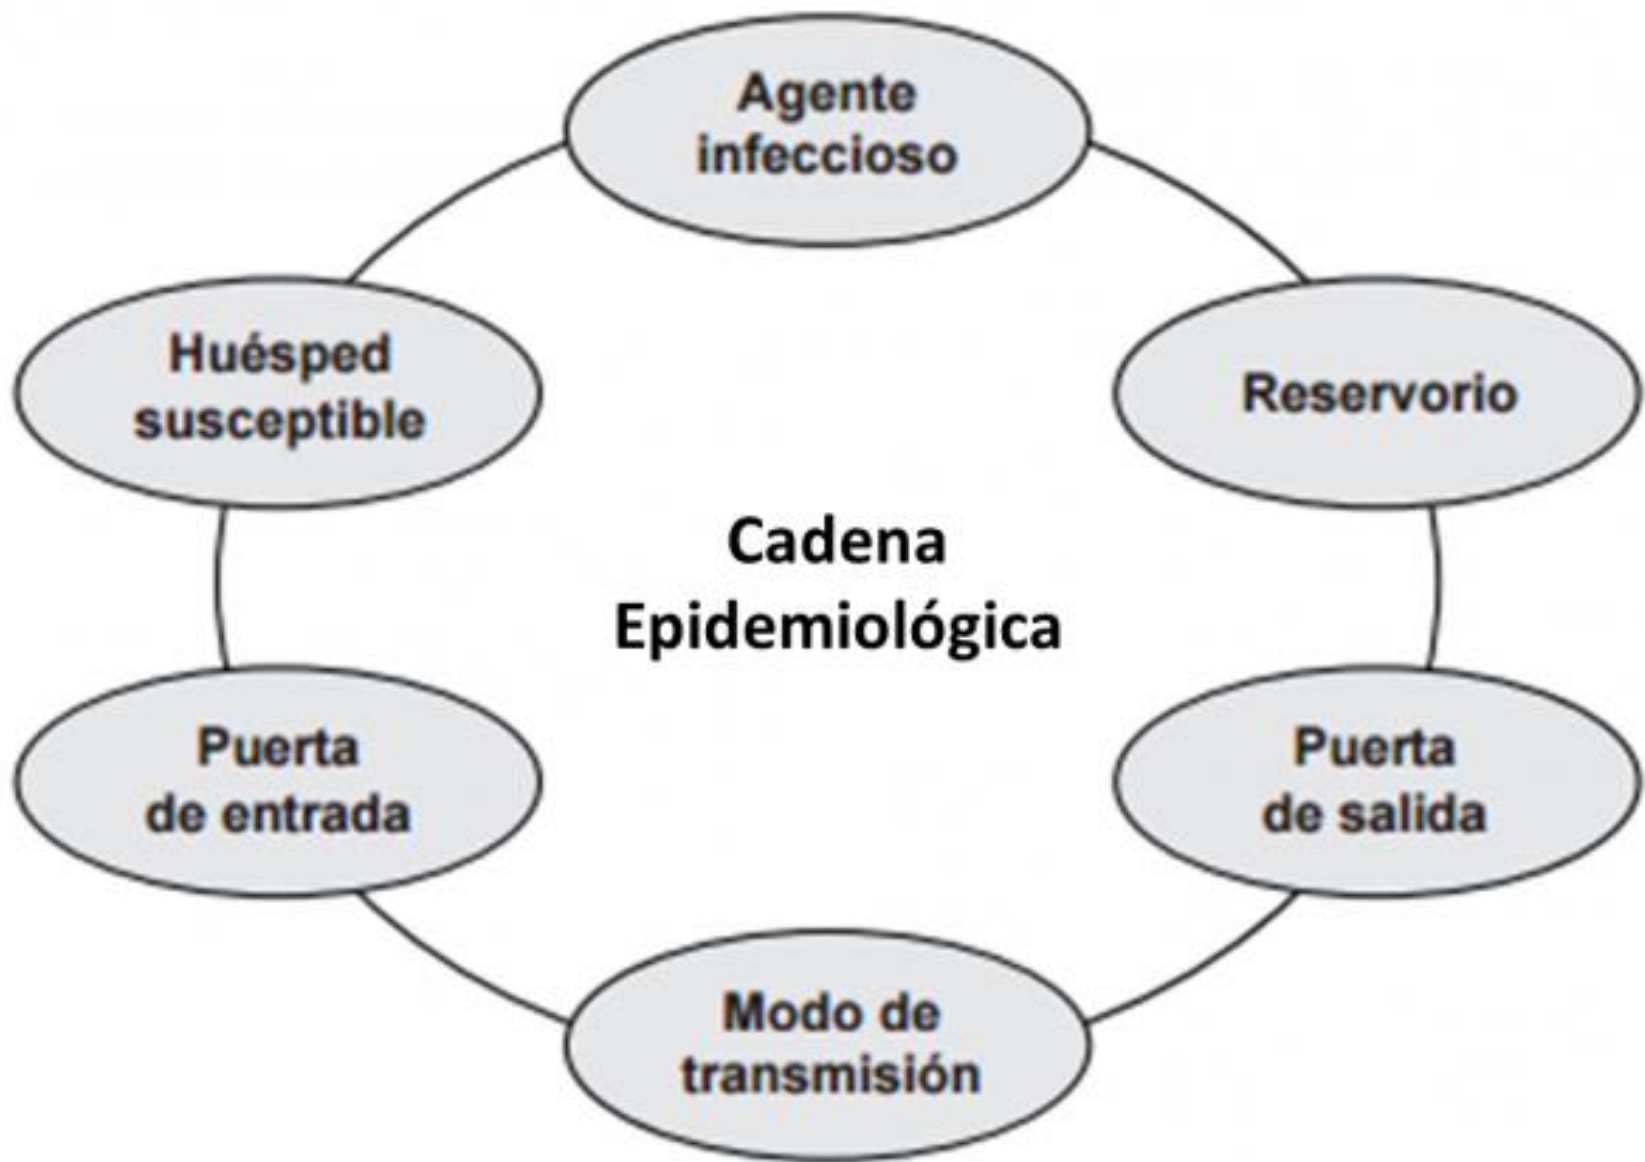 Agente
infeccioso
Huésped
susceptible
Reservorio
Cadena
Epidemiológica
Puerta
de entrada
Puerta
de salida
Modo de
transmisión